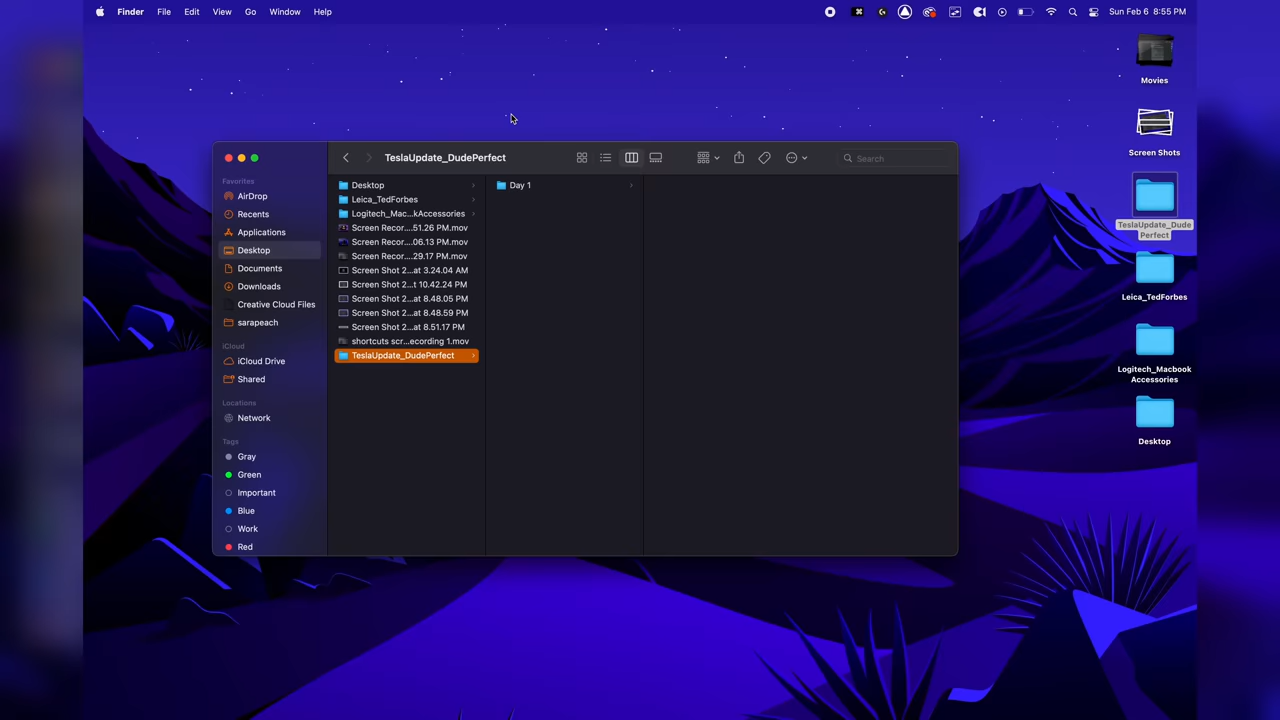 Finder File Edit View Go Window Help
Sun Feb 6 8:55 PM
TeslaUpdate_DudePerfect
Search
Favorites
AirDrop
Recents
Applications
Desktop
Documents
Downloads
Creative Cloud Files
sarapeach
iCloud
iCloud Drive
Shared
Locations
Network
Tags
Gray
Green
Important
Blue
Work
Red
Desktop
Leica_TedForbes
Logitech_Mac...kAccessories
Screen Recor....51.26 PM.mov
Screen Recor....06.13 PM.mov
Screen Recor....29.17 PM.mov
Screen Shot 2...at 3.24.04 AM
Screen Shot 2...t 10.42.24 PM
Screen Shot 2...at 8.48.05 PM
Screen Shot 2...at 8.48.59 PM
Screen Shot 2...at 8.51.17 PM
shortcuts scr...ecording 1.mov
TeslaUpdate_DudePerfect
Day 1
Movies
Screen Shots
TeslaUpdate_Dude
Perfect
Leica_TedForbes
Logitech_Macbook
Accessories
Desktop